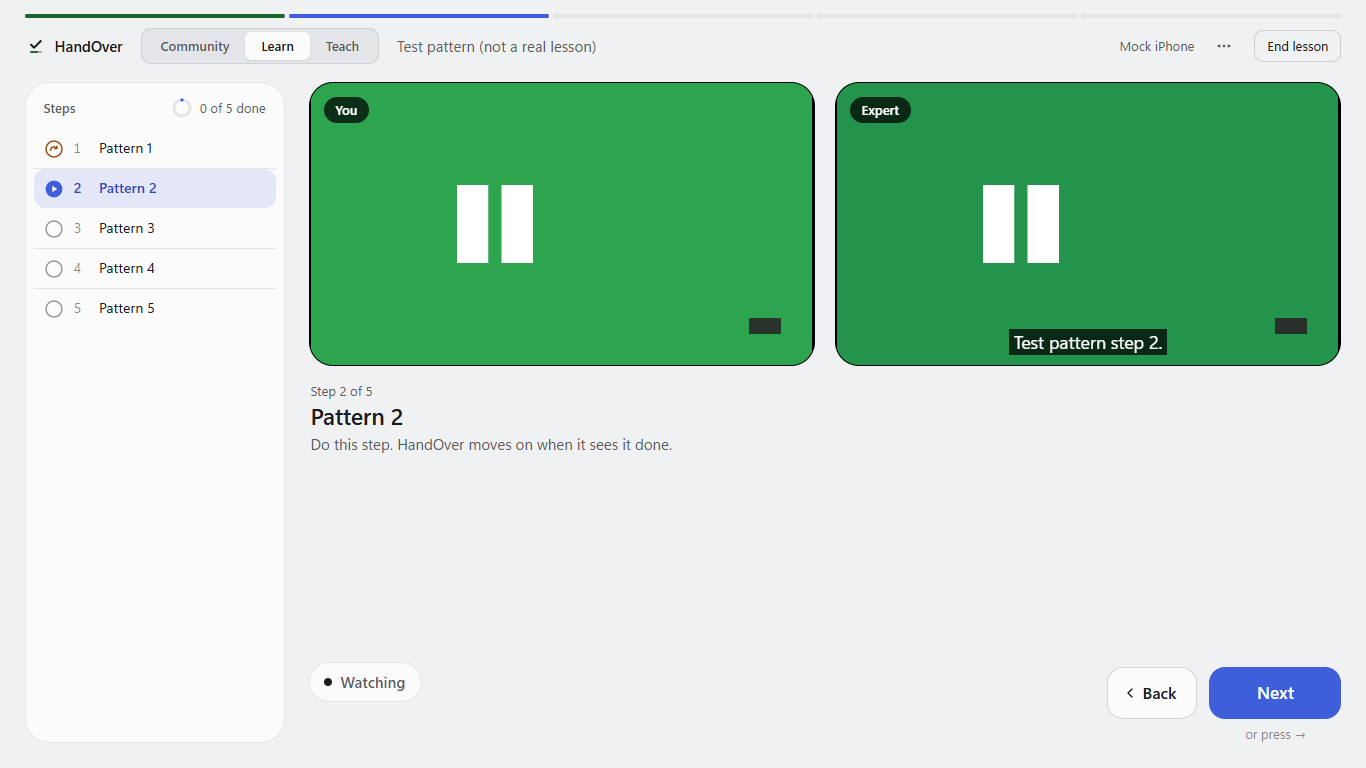 HandOver
Community
Learn
Teach
Test pattern (not a real lesson)
Mock iPhone
End lesson
Steps
0 of 5 done
1 Pattern 1
2 Pattern 2
3 Pattern 3
4 Pattern 4
5 Pattern 5
You
Expert
Test pattern step 2.
Step 2 of 5
Pattern 2
Do this step. HandOver moves on when it sees it done.
Watching
Back
Next
or press →